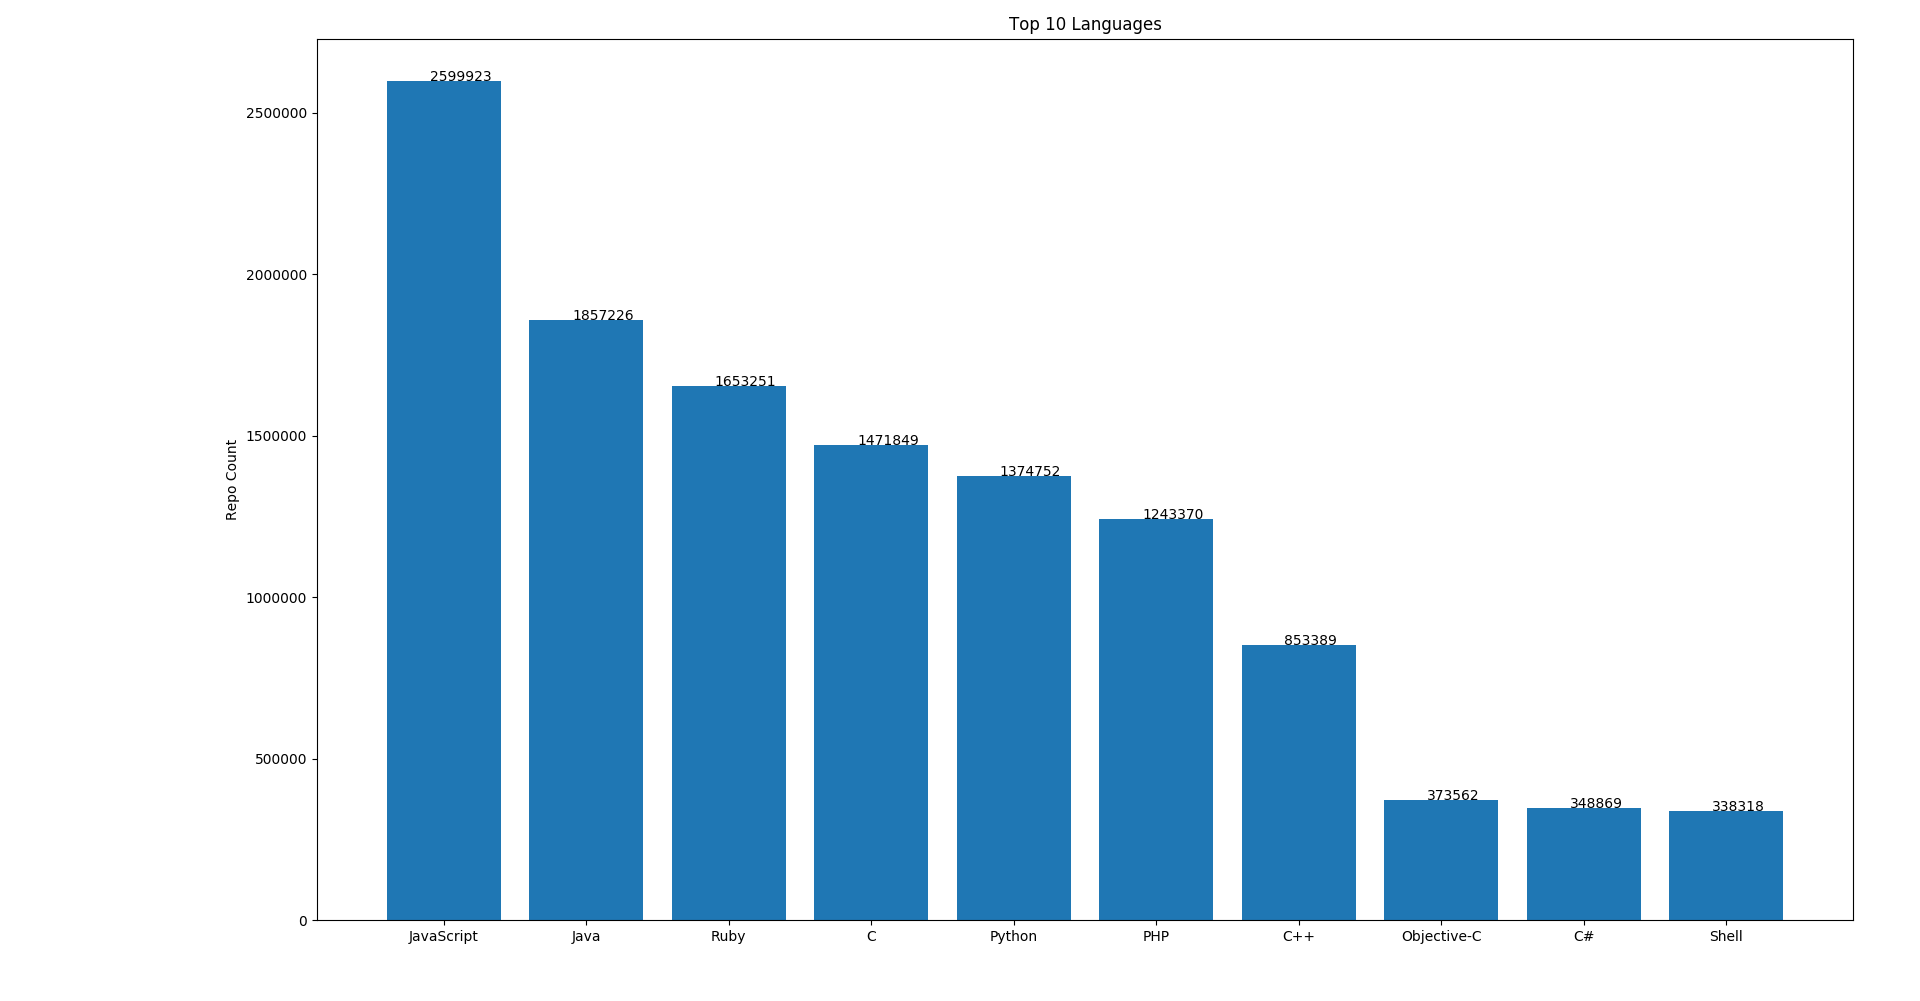 Top 10 Languages
Repo Count
2500000
2000000
1500000
1000000
500000
0
2599923
1857226
1653251
1471849
1374752
1243370
853389
373562
348869
338318
JavaScript
Java
Ruby
C
Python
PHP
C++
Objective-C
C#
Shell